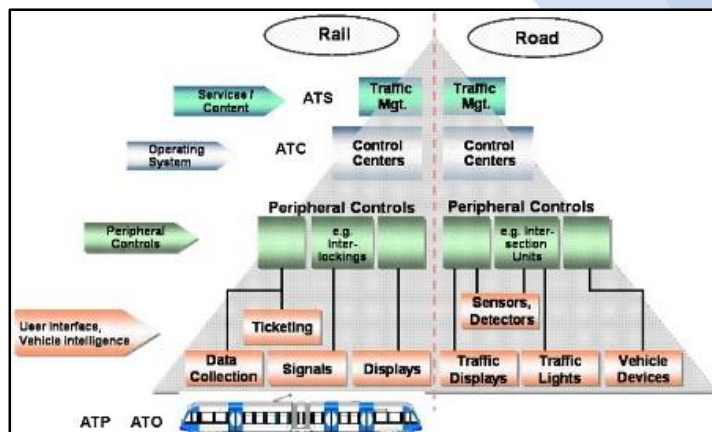 Rail
Road
Services /
Content
ATS
Traffic
Mgt.
Traffic
Mgt.
Operating
System
ATC
Control
Centers
Control
Centers
Peripheral Controls
Peripheral Controls
Peripheral
Controls
e.g.
Inter-
lockings
e.g. Inter-
section
Units
Sensors,
Detectors
User Interface,
Vehicle Intelligence
Ticketing
Data
Collection
Signals
Displays
Traffic
Displays
Traffic
Lights
Vehicle
Devices
ATP ATO